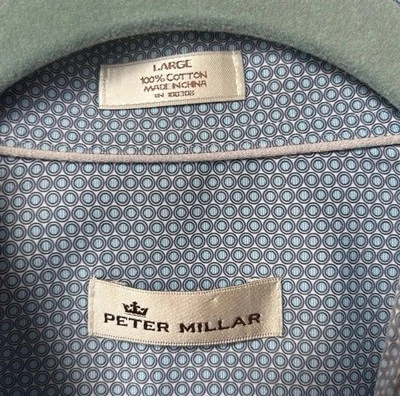 LARGE
100% COTTON
MADE IN CHINA
PETER MILLAR